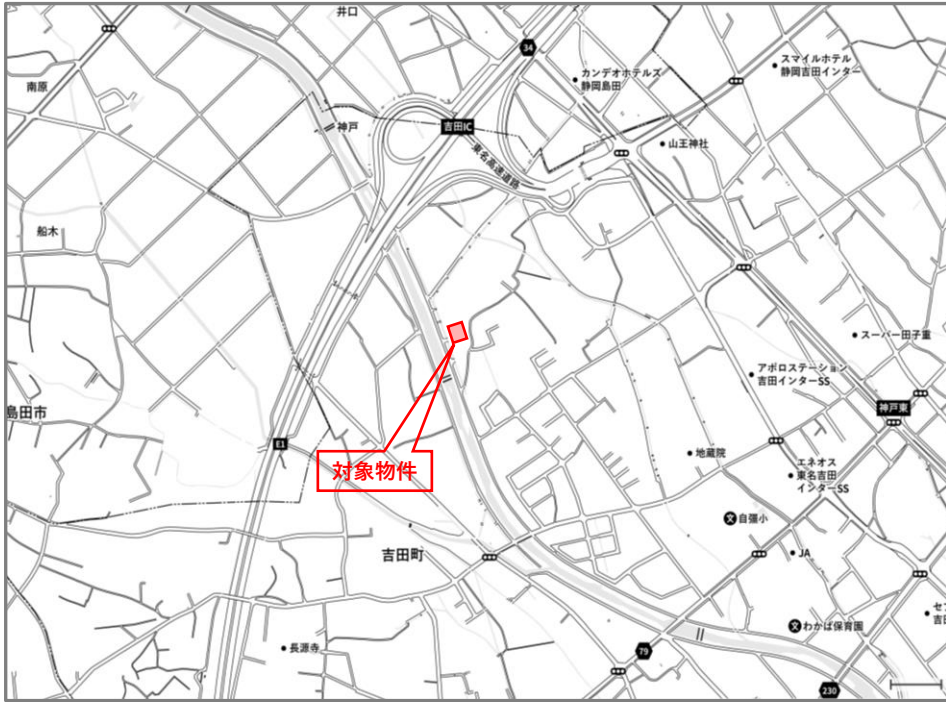 井口
34
カンデオホテルズ
静岡島田
スマイルホテル
静岡吉田インター
南原
神戸
吉田IC
東名高速道路
山王神社
船木
スーパー田子重
アポロステーション
吉田インターSS
神戸東
島田市
E1
対象物件
地蔵院
エネオス
東名吉田
インターSS
文 自彊小
吉田町
JA
文 わかば保育園
長源寺
79
230